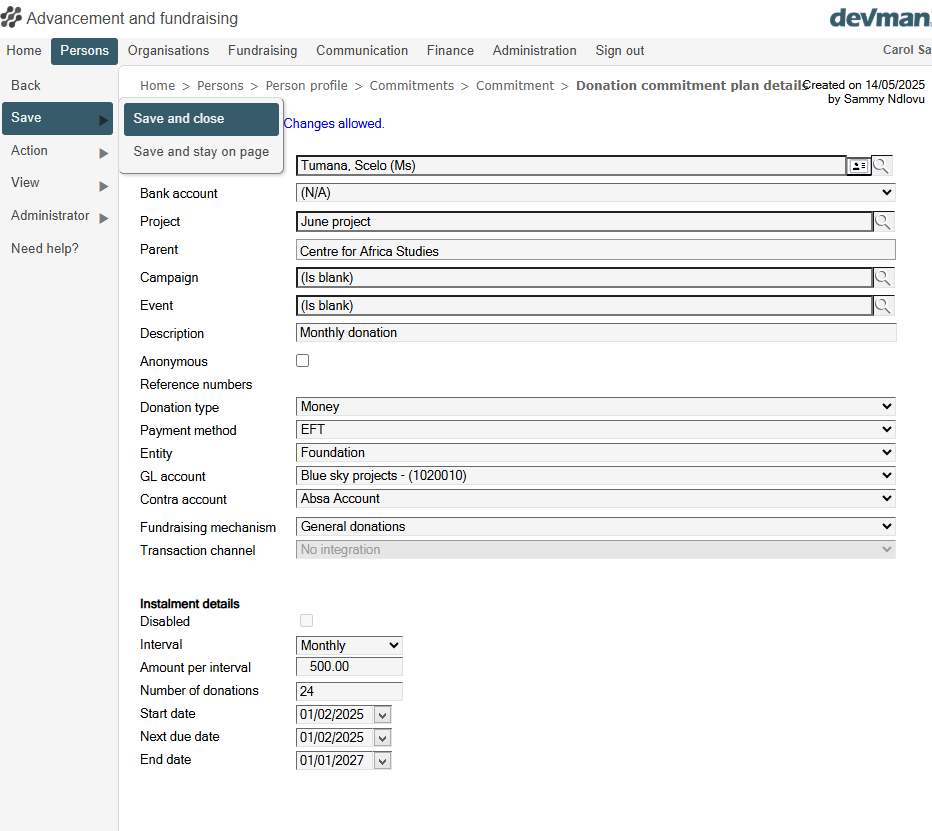 Advancement and fundraising
devman
Home Persons Organisations Fundraising Communication Finance Administration Sign out Carol Sa
Back
Save
Action
View
Administrator
Need help?
Save and close
Save and stay on page
Home > Persons > Person profile > Commitments > Commitment > Donation commitment plan details
Created on 14/05/2025
by Sammy Ndlovu
Changes allowed.
Tumana, Scelo (Ms)
Bank account (N/A)
Project June project
Parent Centre for Africa Studies
Campaign (Is blank)
Event (Is blank)
Description Monthly donation
Anonymous
Reference numbers
Donation type Money
Payment method EFT
Entity Foundation
GL account Blue sky projects - (1020010)
Contra account Absa Account
Fundraising mechanism General donations
Transaction channel No integration
Instalment details
Disabled
Interval Monthly
Amount per interval 500.00
Number of donations 24
Start date 01/02/2025
Next due date 01/02/2025
End date 01/01/2027